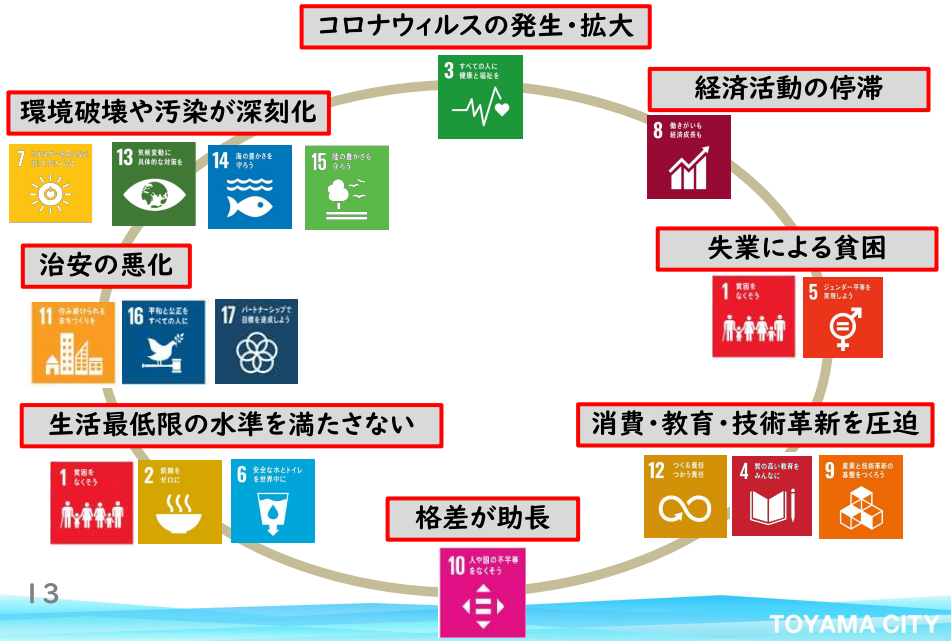 コロナウィルスの発生・拡大
3 すべての人に
健康と福祉を
経済活動の停滞
8 働きがいも
経済成長も
失業による貧困
1 貧困を
なくそう
5 ジェンダー平等を
実現しよう
消費・教育・技術革新を圧迫
12 つくる責任
つかう責任
4 質の高い教育を
みんなに
9 産業と技術革新の
基盤をつくろう
格差が助長
10 人や国の不平等
をなくそう
生活最低限の水準を満たさない
1 貧困を
なくそう
2 飢餓を
ゼロに
6 安全な水とトイレ
を世界中に
治安の悪化
11 住み続けられる
まちづくりを
16 平和と公正を
すべての人に
17 パートナーシップで
目標を達成しよう
環境破壊や汚染が深刻化
7
13 気候変動に
具体的な対策を
14 海の豊かさを
守ろう
15 陸の豊かさも
守ろう
13
TOYAMA CITY